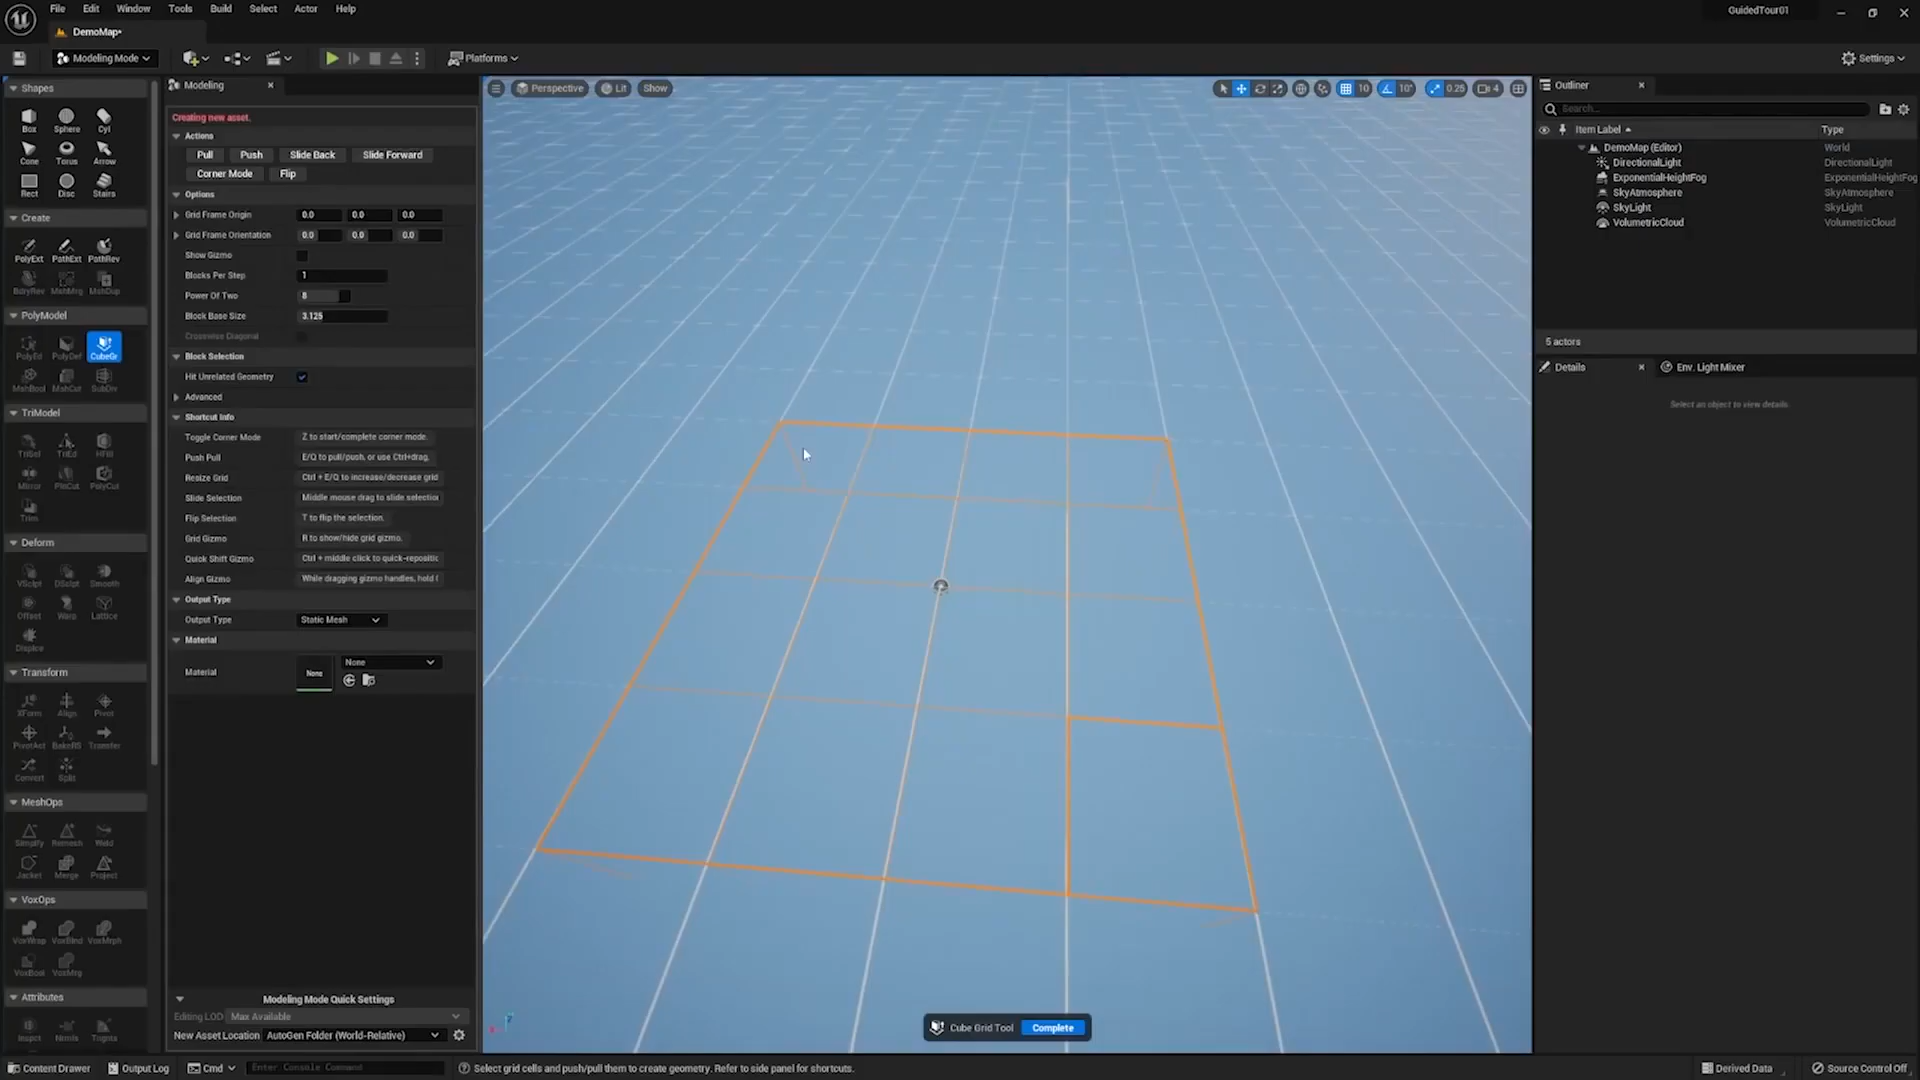 File Edit Window Tools Build Select Actor Help
GuidedTour01
DemoMap*
Modeling Mode
Platforms
Settings
Shapes
Box Sphere Cyl
Cone Torus Arrow
Rect Disc Stairs
Create
PolyExt PathExt PathRev
BdryRev MshMrg MshDup
PolyModel
PolyEd PolyDef CubeGr
MshBool MshCut SubDiv
TriModel
TriSel TriEd HFill
Mirror PlnCut PolyCut
Trim
Deform
VSclpt DSclpt Smooth
Offset Warp Lattice
Displce
Transform
XForm Align Pivot
PivotAct BakeRS Transfer
Convert Split
MeshOps
Simplfy Remesh Weld
Jacket Merge Project
VoxOps
VoxWrap VoxBlnd VoxMrph
VoxBool VoxMrg
Attributes
Inspct Nrmls Tngnts
Modeling
Creating new asset.
Actions
Pull Push Slide Back Slide Forward
Corner Mode Flip
Options
Grid Frame Origin 0.0 0.0 0.0
Grid Frame Orientation 0.0 0.0 0.0
Show Gizmo
Blocks Per Step 1
Power Of Two 8
Block Base Size 3.125
Crosswise Diagonal
Block Selection
Hit Unrelated Geometry
Advanced
Shortcut Info
Toggle Corner Mode Z to start/complete corner mode.
Push Pull E/Q to pull/push, or use Ctrl+drag.
Resize Grid Ctrl + E/Q to increase/decrease grid
Slide Selection Middle mouse drag to slide selection
Flip Selection T to flip the selection.
Grid Gizmo R to show/hide grid gizmo.
Quick Shift Gizmo Ctrl + middle click to quick-repositic
Align Gizmo While dragging gizmo handles, hold (
Output Type
Output Type Static Mesh
Material
Material None None
Modeling Mode Quick Settings
Editing LOD Max Available
New Asset Location AutoGen Folder (World-Relative)
Perspective Lit Show
10 10° 0.25 4
Cube Grid Tool Complete
Outliner
Search...
Item Label Type
DemoMap (Editor) World
DirectionalLight DirectionalLight
ExponentialHeightFog ExponentialHeightFog
SkyAtmosphere SkyAtmosphere
SkyLight SkyLight
VolumetricCloud VolumetricCloud
5 actors
Details Env. Light Mixer
Select an object to view details.
Content Drawer Output Log Cmd Enter Console Command
Select grid cells and push/pull them to create geometry. Refer to side panel for shortcuts.
Derived Data Source Control Off